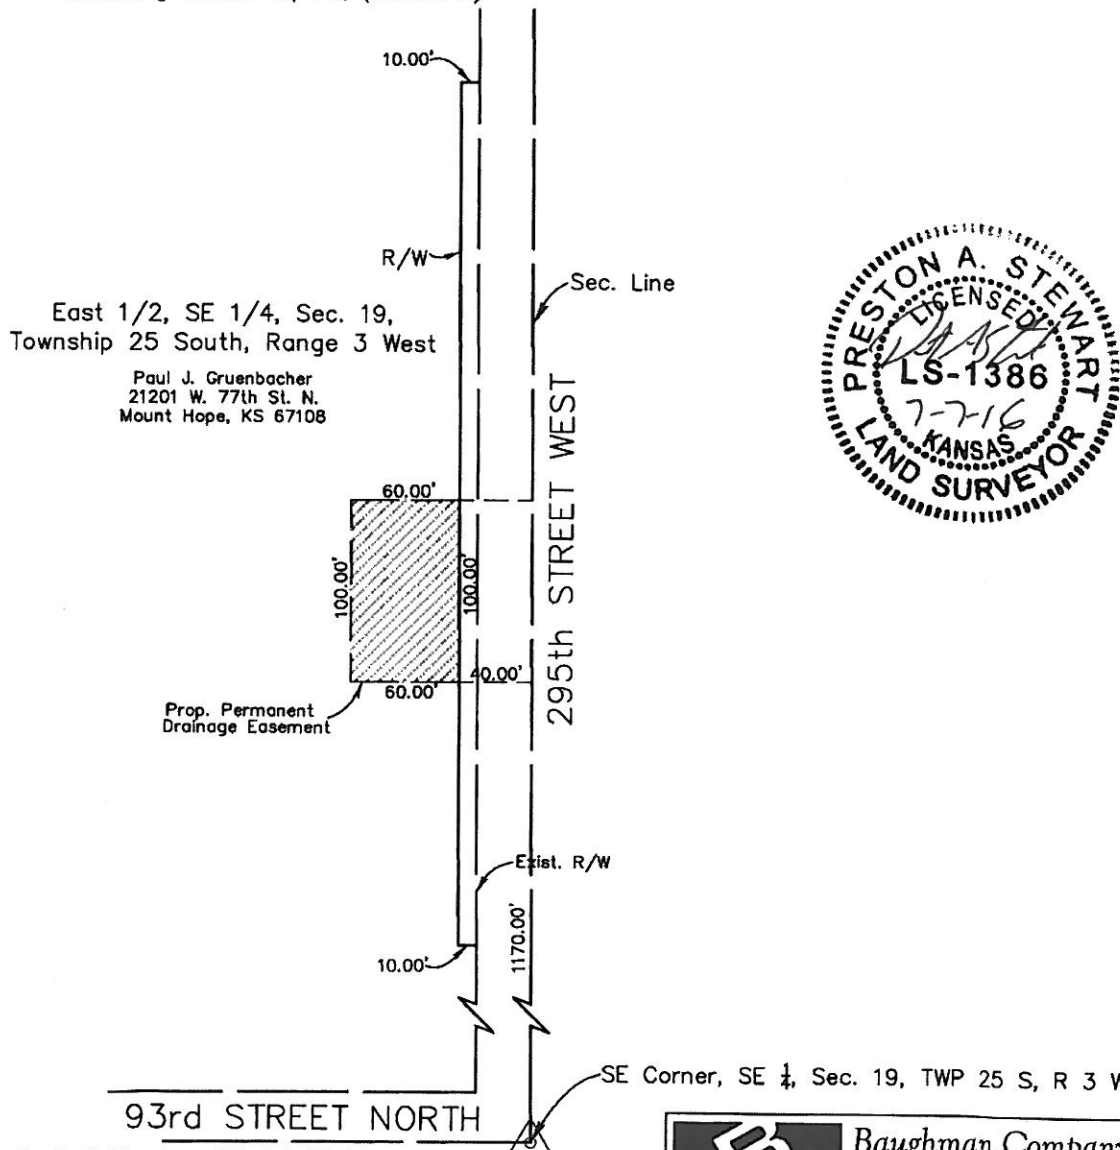 10.00'
R/W
Sec. Line
East 1/2, SE 1/4, Sec. 19,
Township 25 South, Range 3 West
Paul J. Gruenbacher
21201 W. 77th St. N.
Mount Hope, KS 67108
PRESTON A. STEWART
LICENSED
LS-1386
7-7-16
KANSAS
LAND SURVEYOR
295th STREET WEST
60.00'
100.00'
100.00'
40.00'
60.00'
Prop. Permanent
Drainage Easement
Exist. R/W
1170.00'
10.00'
SE Corner, SE ¼, Sec. 19, TWP 25 S, R 3 W
93rd STREET NORTH
Baughman Company